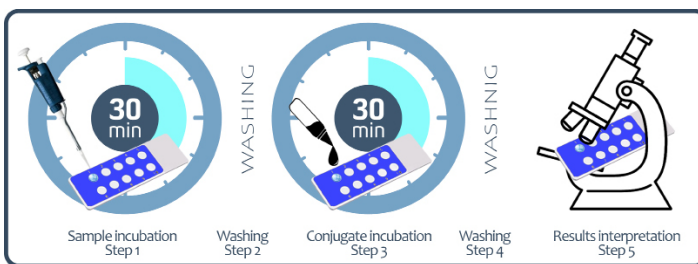 30
min
WASHING
30
min
WASHNIG
Sample incubation
Step 1
Washing
Step 2
Conjugate incubation
Step 3
Washing
Step 4
Results interpretation
Step 5